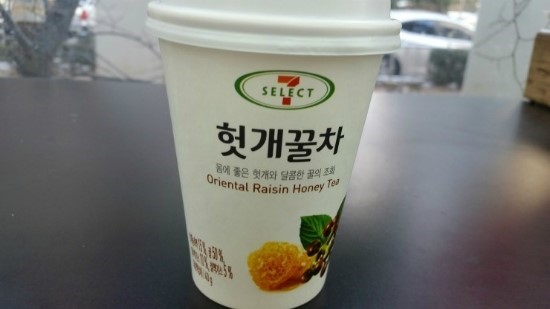 7
SELECT
헛개꿀차
몸에 좋은 헛개와 달콤한 꿀의 조화
Oriental Raisin Honey Tea